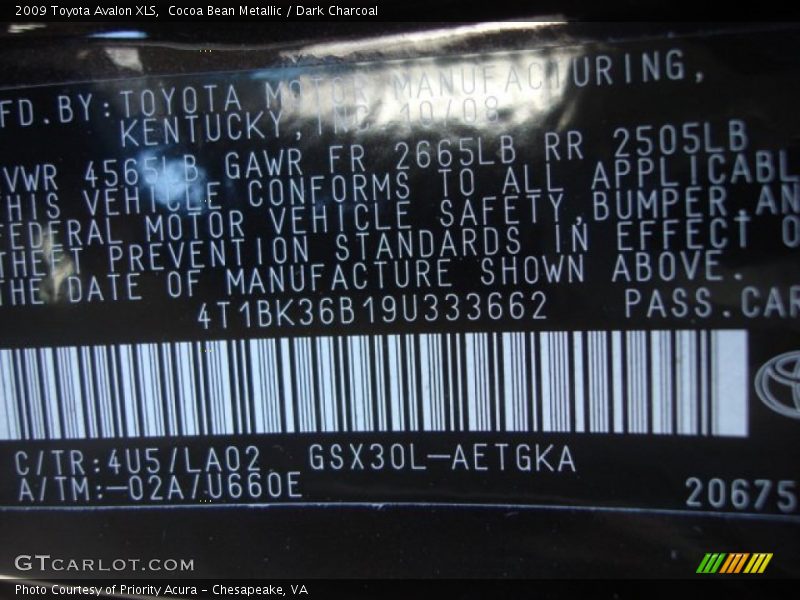 2009 Toyota Avalon XLS,  Cocoa Bean Metallic / Dark Charcoal
FD.BY:TOYOTA MOTOR MANUFACTURING,
KENTUCKY,INC 10/08
VWR 4565LB GAWR FR 2665LB RR 2505LB
HIS VEHICLE CONFORMS TO ALL APPLICABL
FEDERAL MOTOR VEHICLE SAFETY,BUMPER,AN
THEFT PREVENTION STANDARDS IN EFFECT O
THE DATE OF MANUFACTURE SHOWN ABOVE.
4T1BK36B19U333662 PASS.CAR
C/TR:4U5/LA02 GSX30L-AETGKA
A/TM:-02A/U660E 20675
GTCARLOT.COM
Photo Courtesy of Priority Acura – Chesapeake, VA